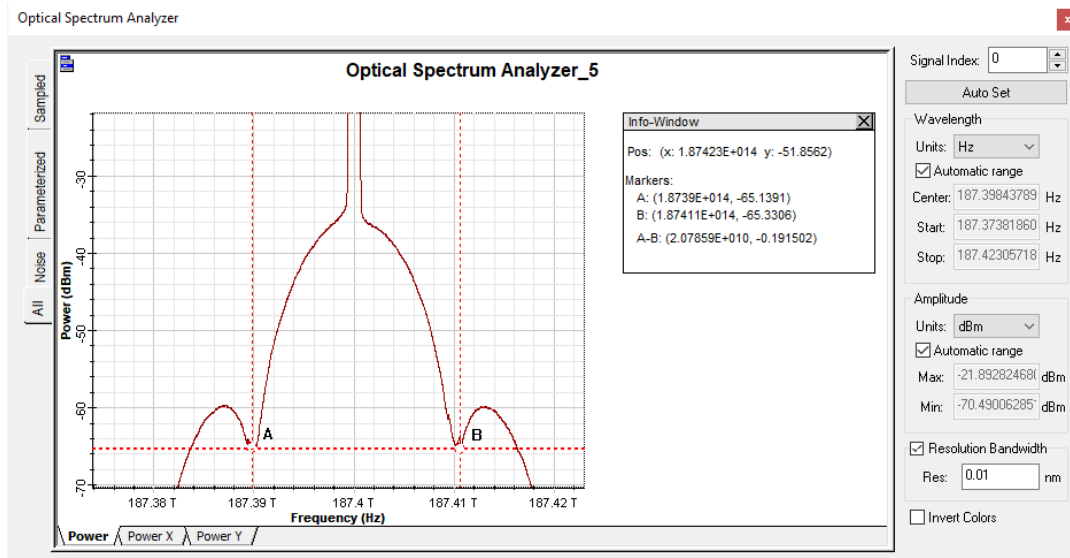 Optical Spectrum Analyzer
x
Sampled
Parameterized
Noise
All
Optical Spectrum Analyzer_5
Power (dBm)
-30
-40
-50
-60
-70
A
B
187.38 T
187.39 T
187.4 T
187.41 T
187.42 T
Frequency (Hz)
Power
Power X
Power Y
Info-Window
Pos: (x: 1.87423E+014 y: -51.8562)
Markers:
A: (1.8739E+014, -65.1391)
B: (1.87411E+014, -65.3306)
A-B: (2.07859E+010, -0.191502)
Signal Index: 0
Auto Set
Wavelength
Units: Hz
Automatic range
Center: 187.39843789 Hz
Start: 187.37381860 Hz
Stop: 187.42305718 Hz
Amplitude
Units: dBm
Automatic range
Max: -21.89282468 dBm
Min: -70.49006285 dBm
Resolution Bandwidth
Res: 0.01 nm
Invert Colors